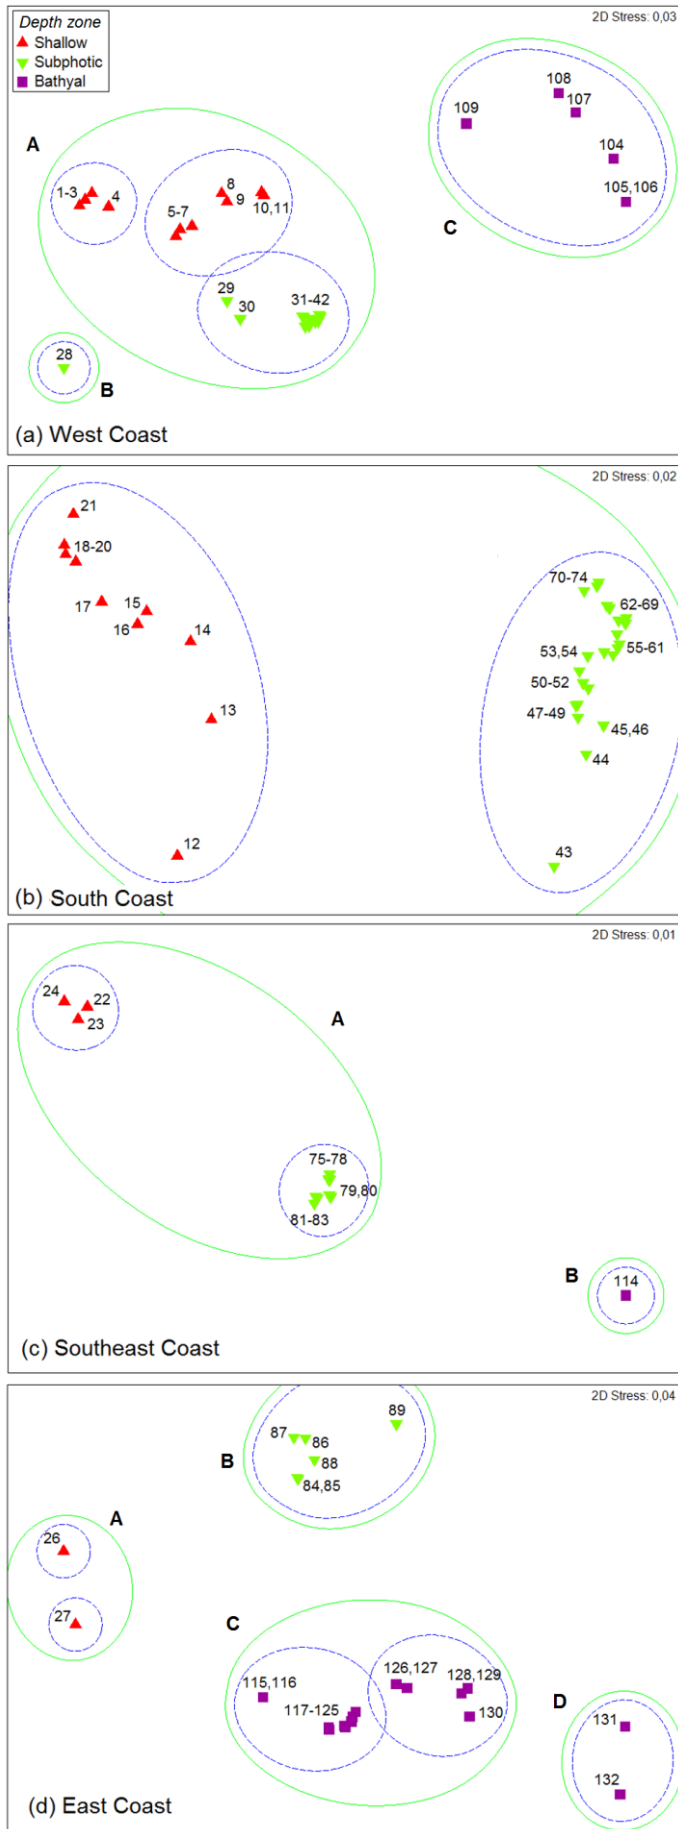 2D Stress: 0,03
Depth zone
Shallow
Subphotic
Bathyal
108
109
107
A
104
1-3
4
8
9
10,11
105,106
5-7
C
29
30
31-42
28
B
(a) West Coast
2D Stress: 0,02
21
18-20
70-74
62-69
17
15
16
14
55-61
53,54
50-52
13
47-49
45,46
44
12
43
(b) South Coast
2D Stress: 0,01
24
22
23
A
75-78
79,80
81-83
B
114
(c) Southeast Coast
2D Stress: 0,04
89
87
86
B
88
84,85
A
26
27
C
126,127
128,129
115,116
117-125
130
D
131
132
(d) East Coast